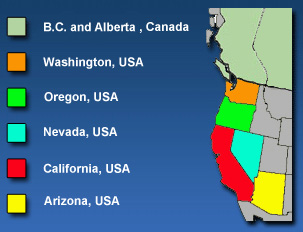 B.C. and Alberta , Canada
Washington, USA
Oregon, USA
Nevada, USA
California, USA
Arizona, USA